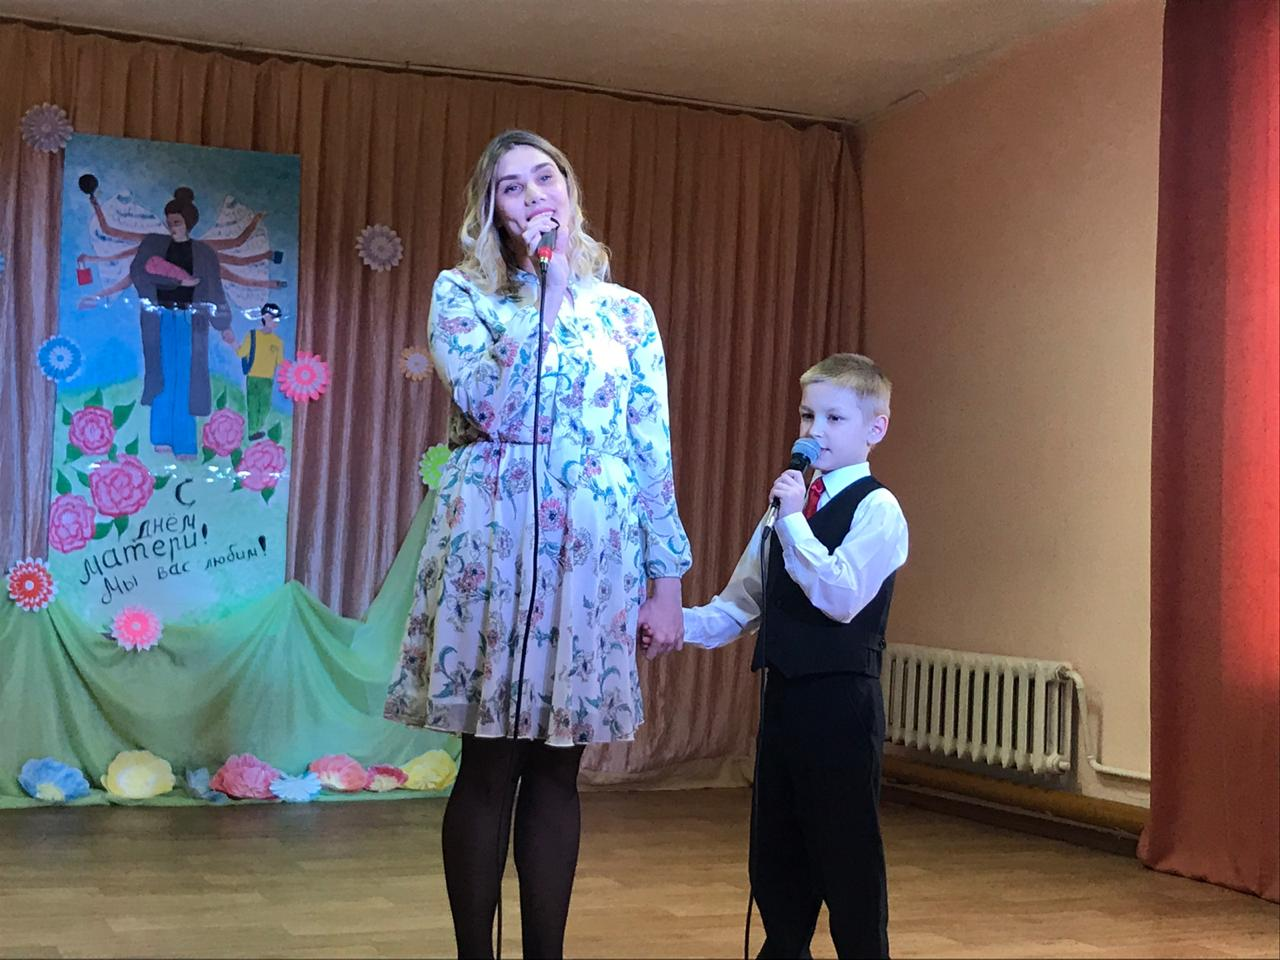 С
днём
матери!
Мы вас любим!